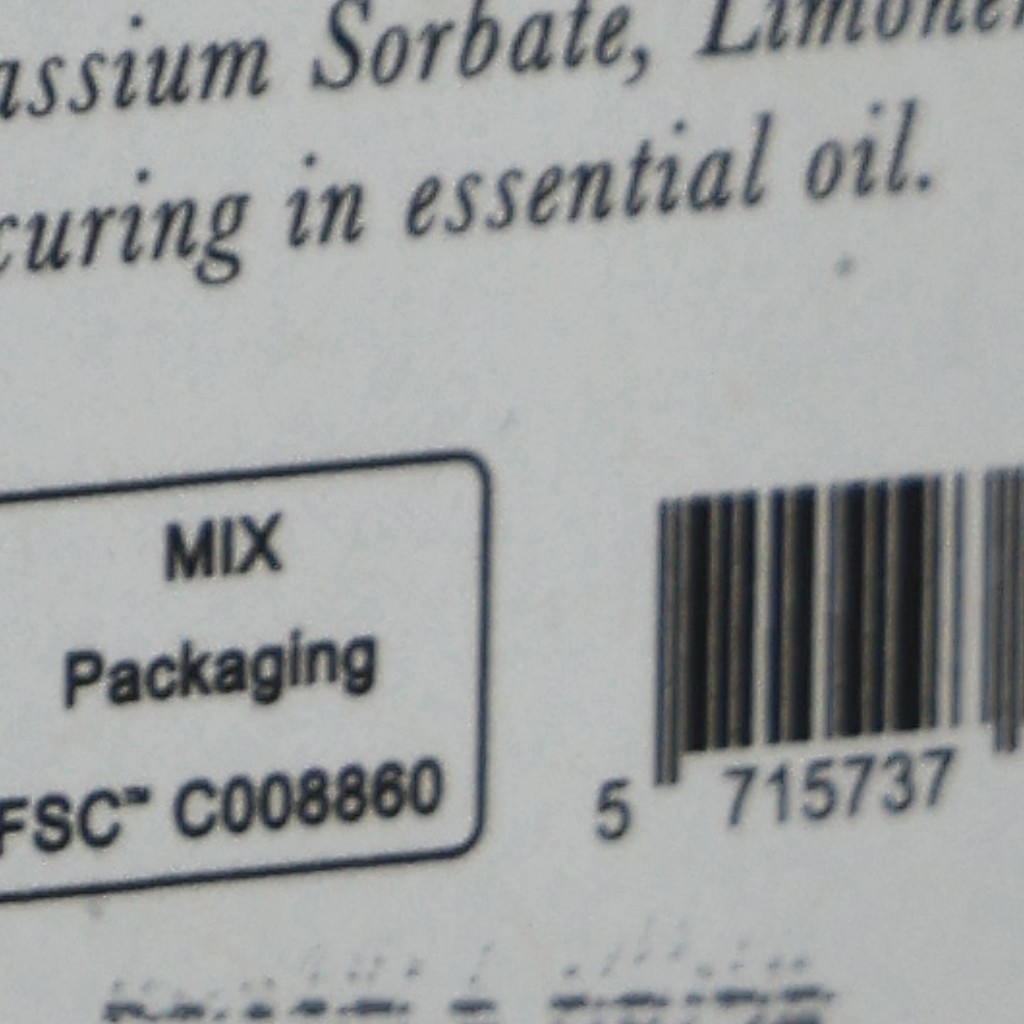 assium Sorbate, Limone
curing in essential oil.
MIX
Packaging
FSC™ C008860
5 715737